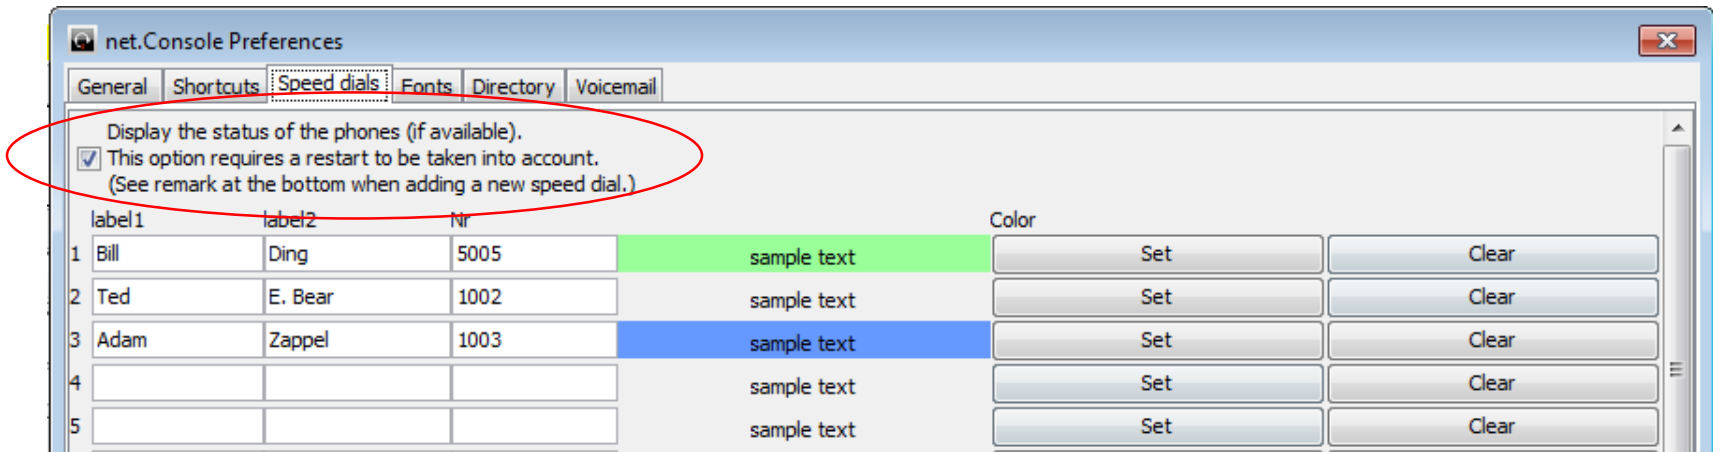 net.Console Preferences
General Shortcuts Speed dials Fonts Directory Voicemail
Display the status of the phones (if available).
This option requires a restart to be taken into account.
(See remark at the bottom when adding a new speed dial.)
label1 label2 Nr Color
1 Bill Ding 5005 sample text Set Clear
2 Ted E. Bear 1002 sample text Set Clear
3 Adam Zappel 1003 sample text Set Clear
4 sample text Set Clear
5 sample text Set Clear